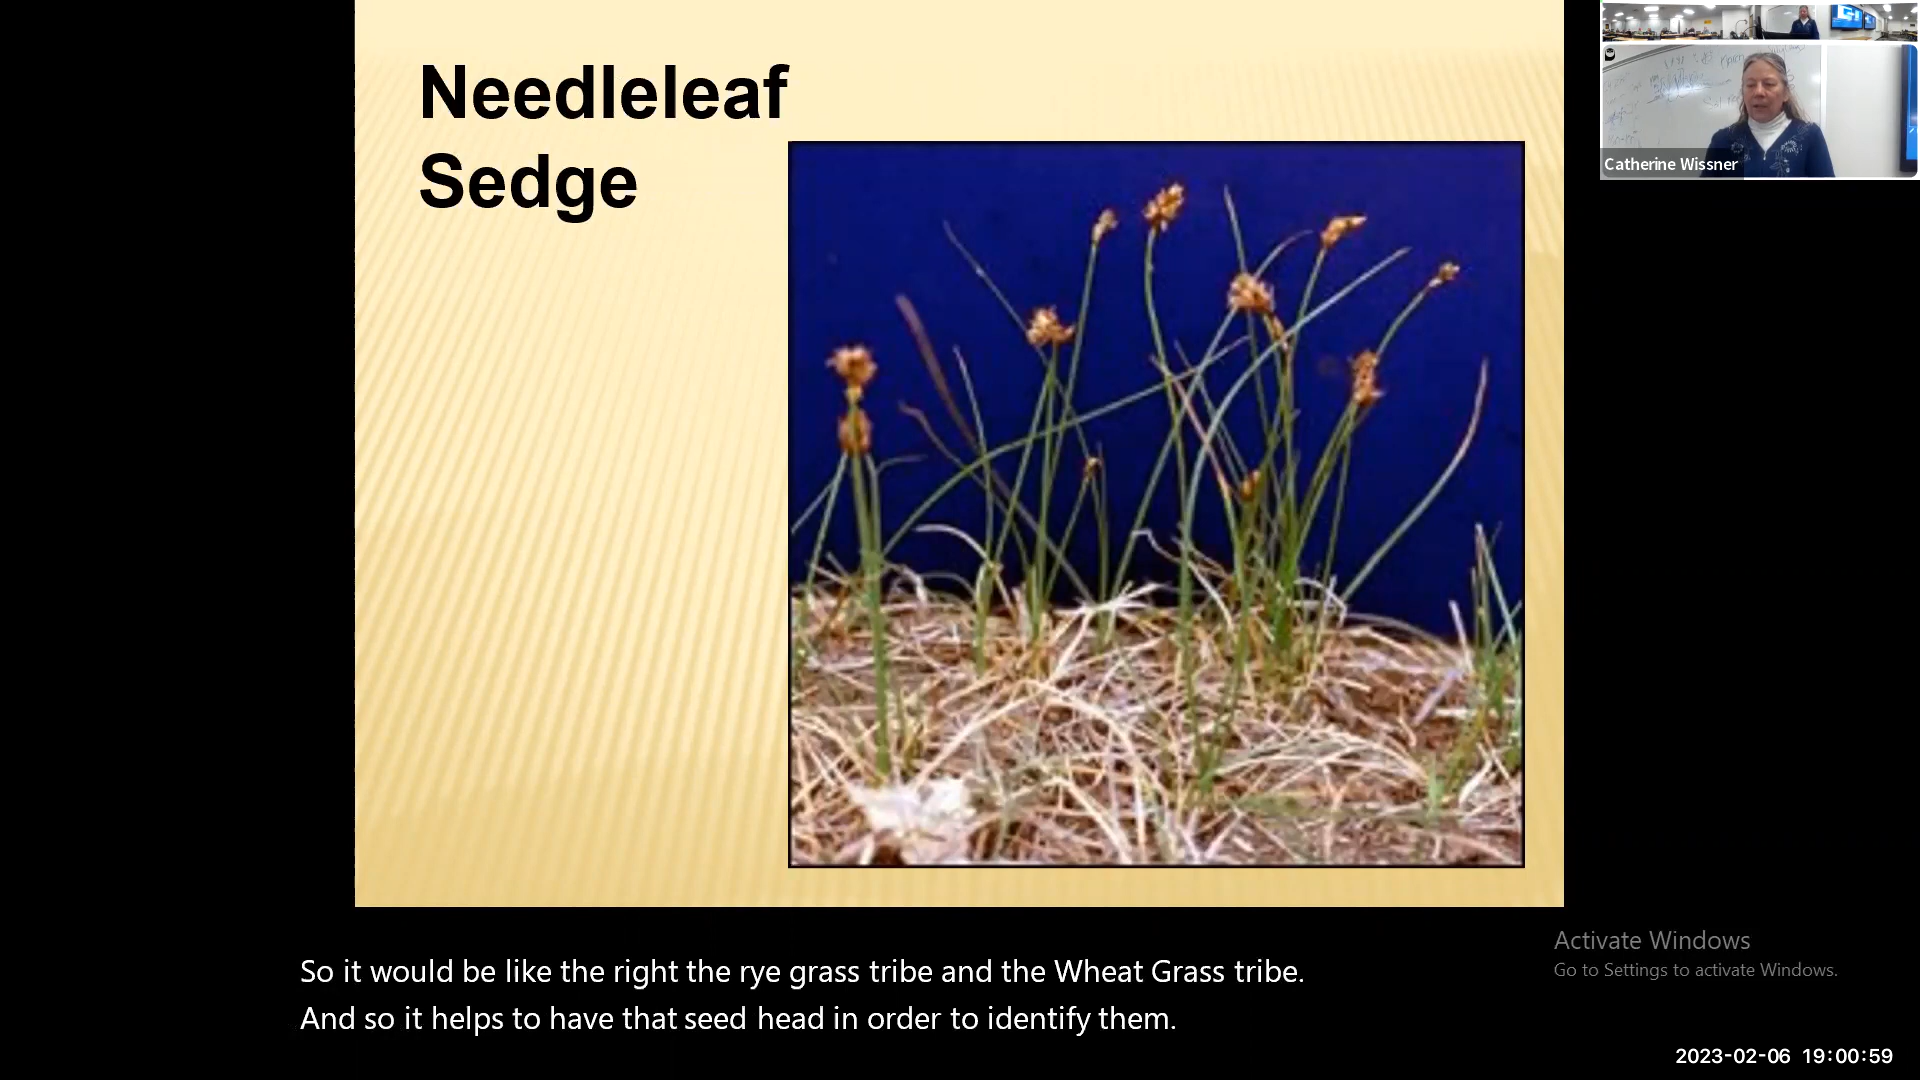 Needleleaf
Sedge
Catherine Wissner
So it would be like the right the rye grass tribe and the Wheat Grass tribe.
And so it helps to have that seed head in order to identify them.
Activate Windows
Go to Settings to activate Windows.
2023-02-06 19:00:59